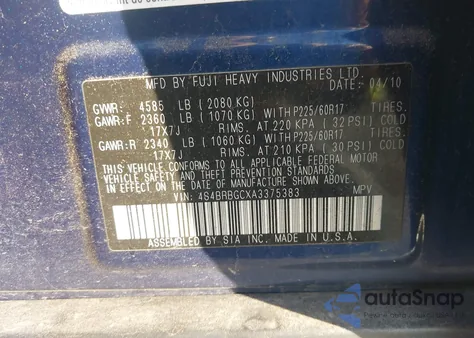 MFD BY FUJI HEAVY INDUSTRIES LTD.
DATE: 04/10
GVWR: 4585 LB (2080 KG)
GAWR:F 2360 LB (1070 KG) WITH P225/60R17 TIRES.
17X7J RIMS. AT 220 KPA (32 PSI) COLD
GAWR:R 2340 LB (1060 KG) WITH P225/60R17 TIRES.
17X7J RIMS. AT 210 KPA (30 PSI) COLD
THIS VEHICLE CONFORMS TO ALL APPLICABLE FEDERAL MOTOR
VEHICLE SAFETY AND THEFT PREVENTION STANDARDS IN EFFECT
ON THE DATE OF MANUFACTURE SHOWN ABOVE.
VIN: 4S4BRBGCXA3375383 MPV
ASSEMBLED BY SIA INC. MADE IN U.S.A.
autoSnap